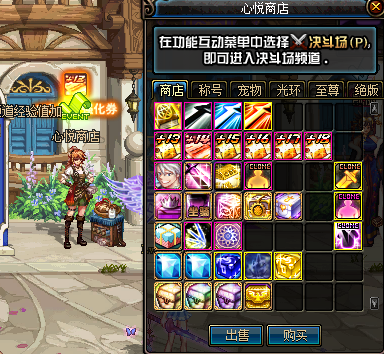 心悦商店
在功能互动菜单中选择 决斗场(P),
即可进入决斗场频道.
商店 称号 宠物 光环 至尊 绝版
道经验值加
化券
EVENT
心悦商店
+13 +14 +15 +16 +17 +18
CLONE
CLONE
CLONE
CLONE
出售 购买